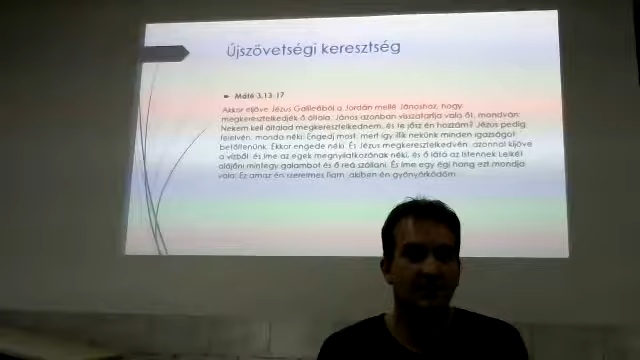 Újszövetségi keresztség
Máté 3,13-17
Akkor eljöve Jézus Galileából a Jordán mellé Jánoshoz, hogy
megkeresztelkedjék ő általa. János azonban visszatartja vala őt, mondván:
Nekem kell általad megkeresztelkednem, és te jősz én hozzám? Jézus pedig
felelvén, monda néki: Engedj most, mert így illik nekünk minden igazságot
betöltenünk. Ekkor engede néki. És Jézus megkeresztelkedvén, azonnal kijöve
a vízből; és íme az egek megnyilatkozának néki, és ő látá az Istennek Lelkét
alájőni mintegy galambot és ő reá szállani. És íme egy égi hang ezt mondja
vala: Ez amaz én szerelmes fiam, akiben én gyönyörködöm.